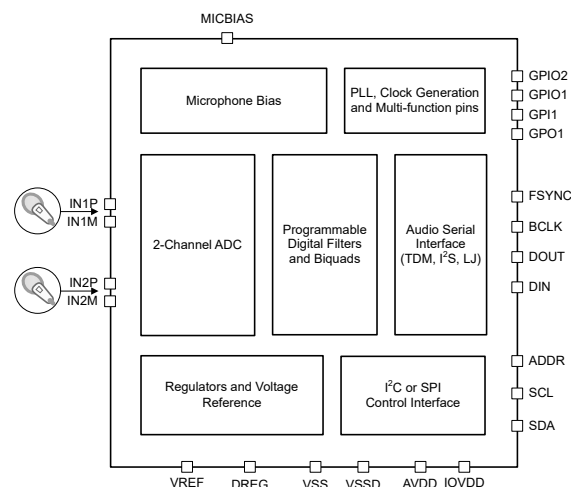 MICBIAS
Microphone Bias
PLL, Clock Generation
and Multi-function pins
GPIO2
GPIO1
GPI1
GPO1
IN1P
IN1M
IN2P
IN2M
2-Channel ADC
Programmable
Digital Filters
and Biquads
Audio Serial
Interface
(TDM, I²S, LJ)
FSYNC
BCLK
DOUT
DIN
Regulators and Voltage
Reference
I²C or SPI
Control Interface
ADDR
SCL
SDA
VREF
DREG
VSS
VSSD
AVDD
IOVDD